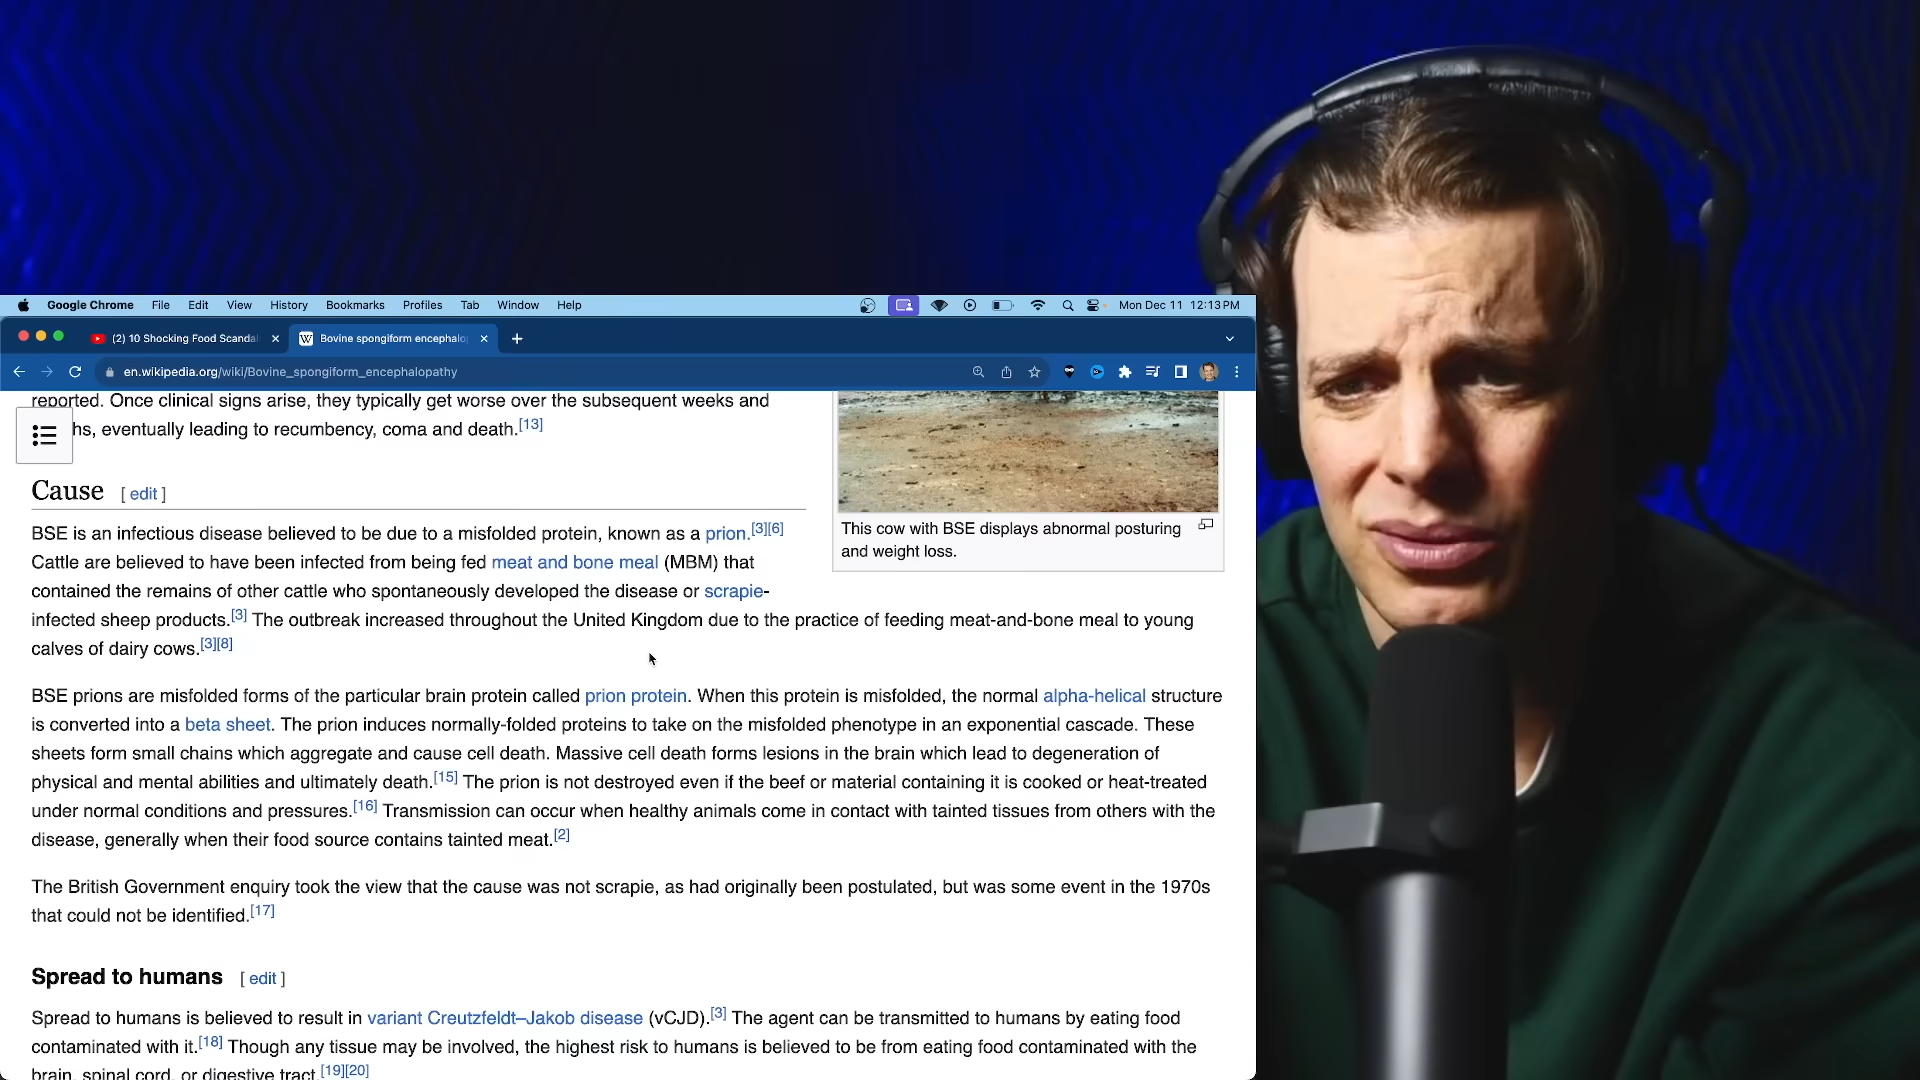 Google Chrome File Edit View History Bookmarks Profiles Tab Window Help Mon Dec 11 12:13 PM
(2) 10 Shocking Food Scanda
Bovine spongiform encephalo
en.wikipedia.org/wiki/Bovine_spongiform_encephalopathy
reported. Once clinical signs arise, they typically get worse over the subsequent weeks and
hs, eventually leading to recumbency, coma and death.[13]
This cow with BSE displays abnormal posturing
and weight loss.
Cause [ edit ]
BSE is an infectious disease believed to be due to a misfolded protein, known as a prion.[3][6]
Cattle are believed to have been infected from being fed meat and bone meal (MBM) that
contained the remains of other cattle who spontaneously developed the disease or scrapie-
infected sheep products.[3] The outbreak increased throughout the United Kingdom due to the practice of feeding meat-and-bone meal to young
calves of dairy cows.[3][8]
BSE prions are misfolded forms of the particular brain protein called prion protein. When this protein is misfolded, the normal alpha-helical structure
is converted into a beta sheet. The prion induces normally-folded proteins to take on the misfolded phenotype in an exponential cascade. These
sheets form small chains which aggregate and cause cell death. Massive cell death forms lesions in the brain which lead to degeneration of
physical and mental abilities and ultimately death.[15] The prion is not destroyed even if the beef or material containing it is cooked or heat-treated
under normal conditions and pressures.[16] Transmission can occur when healthy animals come in contact with tainted tissues from others with the
disease, generally when their food source contains tainted meat.[2]
The British Government enquiry took the view that the cause was not scrapie, as had originally been postulated, but was some event in the 1970s
that could not be identified.[17]
Spread to humans [ edit ]
Spread to humans is believed to result in variant Creutzfeldt–Jakob disease (vCJD).[3] The agent can be transmitted to humans by eating food
contaminated with it.[18] Though any tissue may be involved, the highest risk to humans is believed to be from eating food contaminated with the
brain, spinal cord, or digestive tract.[19][20]